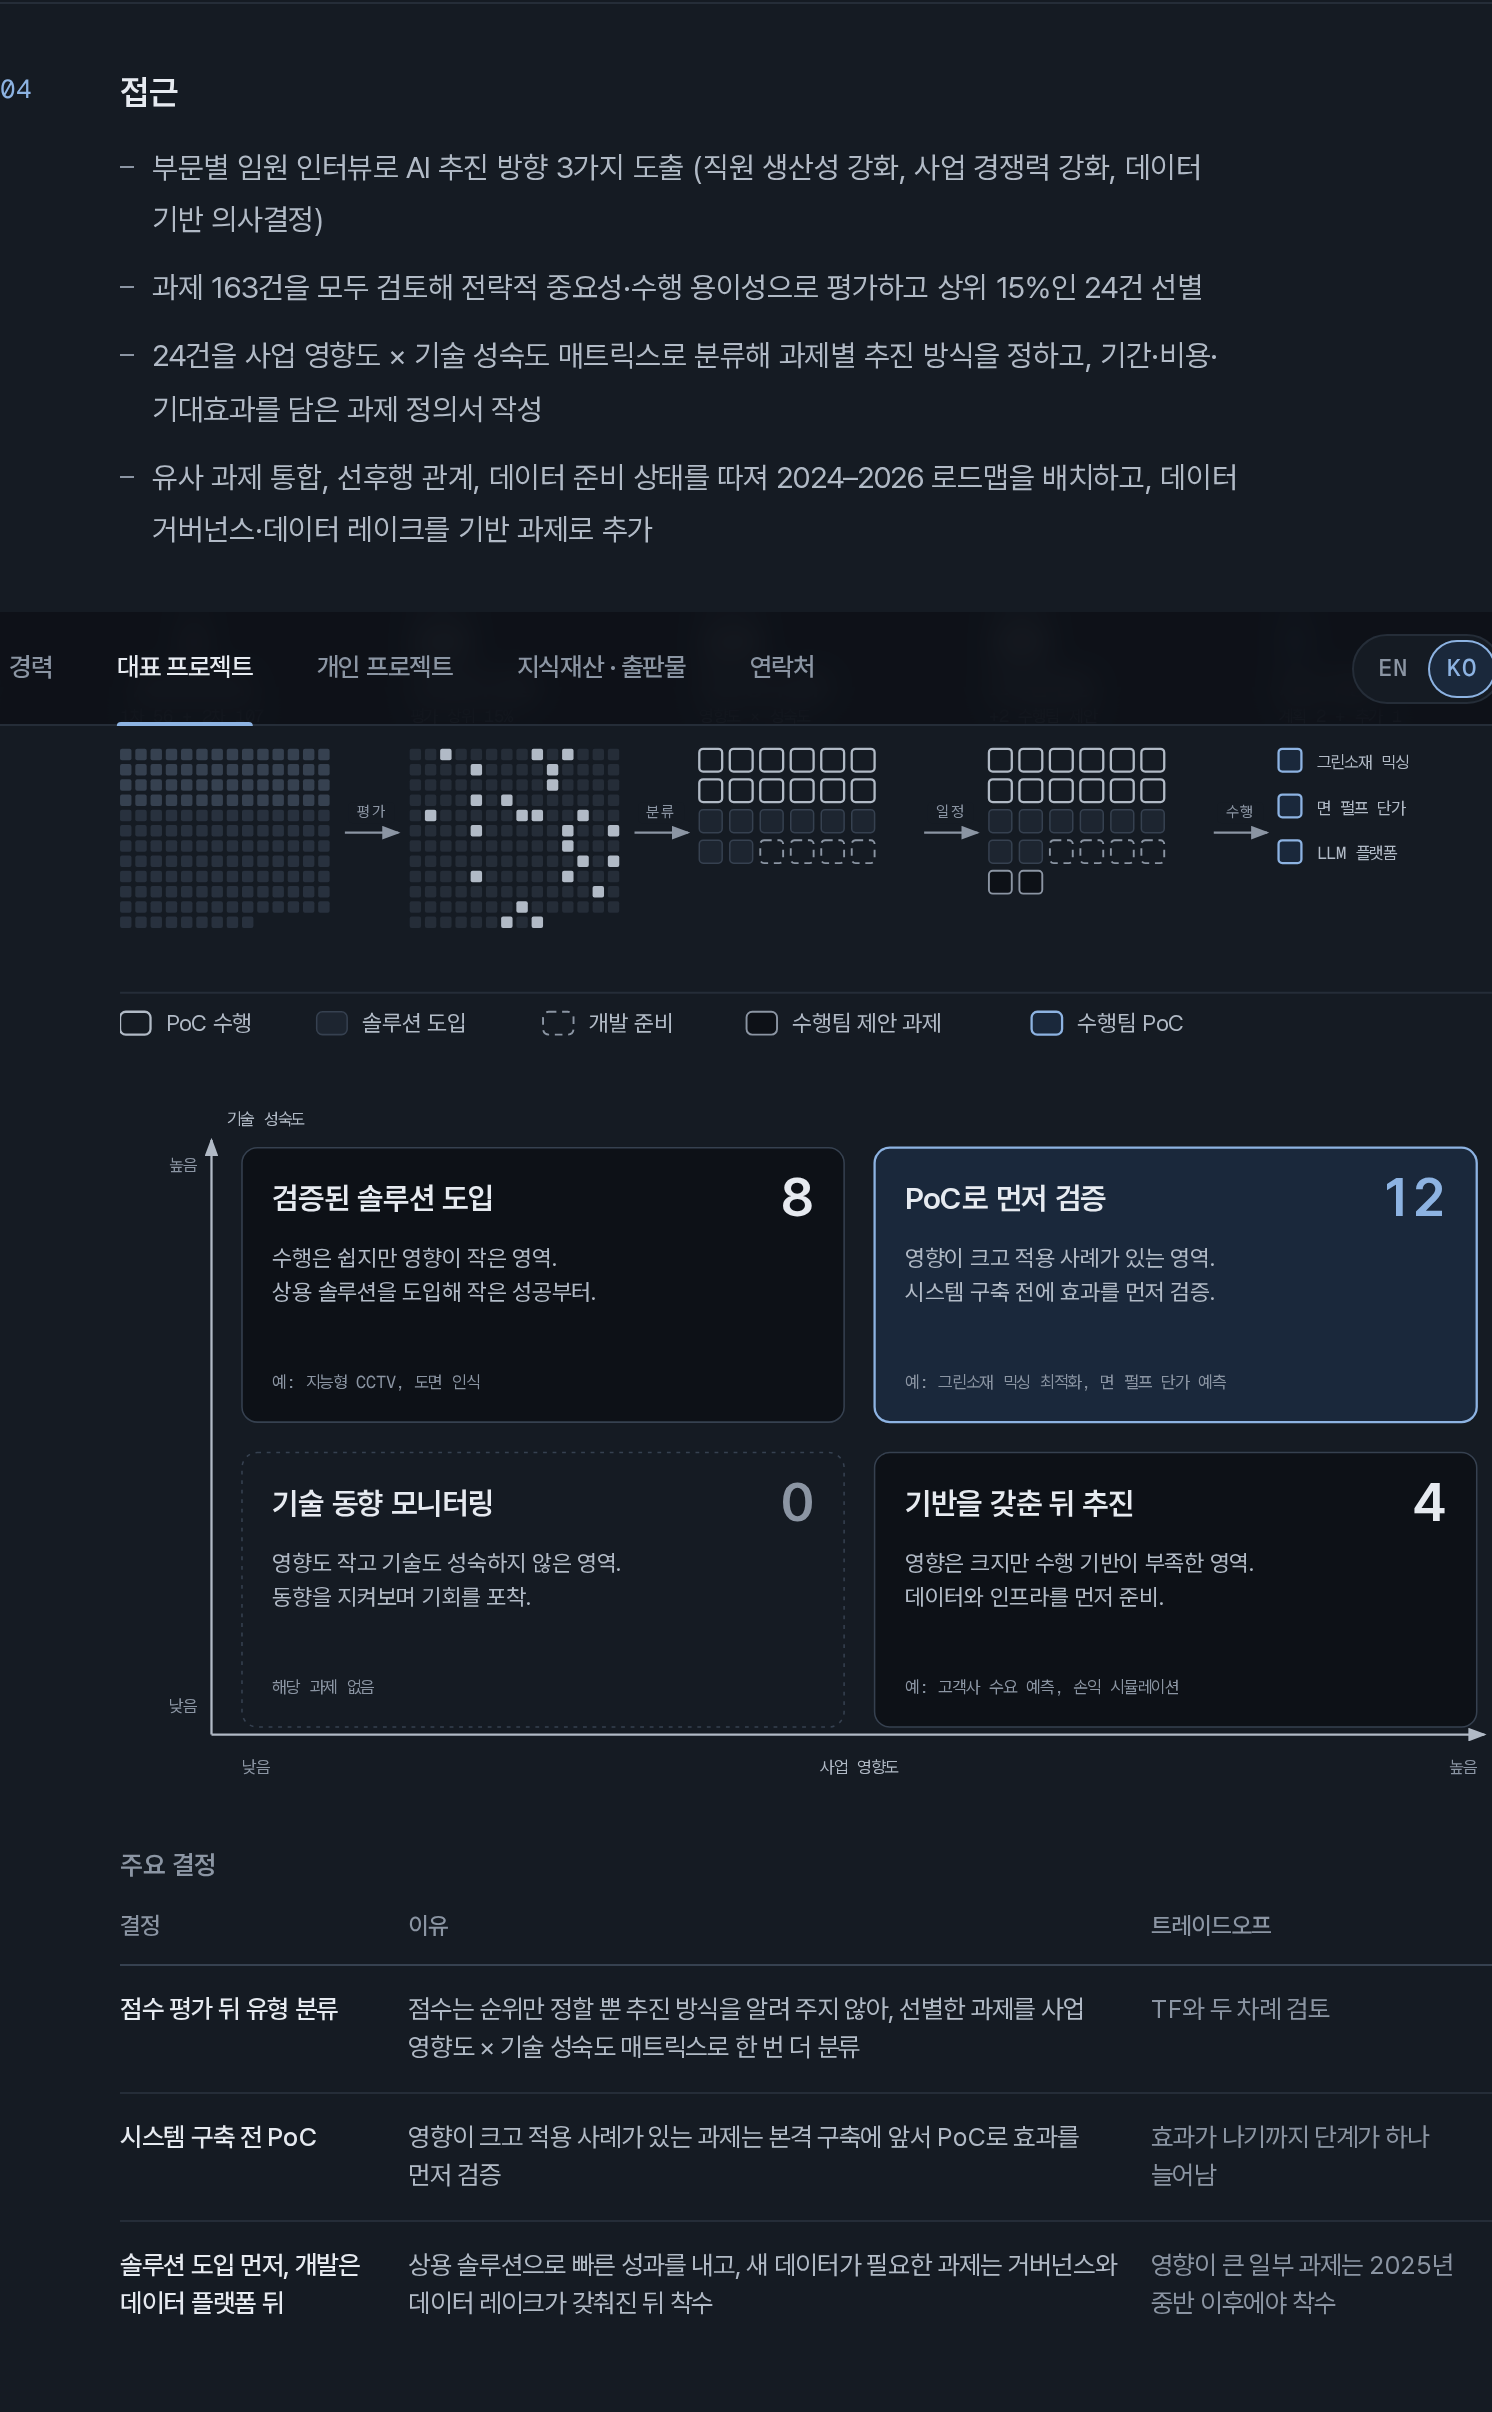 04
접근
– 부문별 임원 인터뷰로 AI 추진 방향 3가지 도출 (직원 생산성 강화, 사업 경쟁력 강화, 데이터
기반 의사결정)
– 과제 163건을 모두 검토해 전략적 중요성·수행 용이성으로 평가하고 상위 15%인 24건 선별
– 24건을 사업 영향도 × 기술 성숙도 매트릭스로 분류해 과제별 추진 방식을 정하고, 기간·비용·
기대효과를 담은 과제 정의서 작성
– 유사 과제 통합, 선후행 관계, 데이터 준비 상태를 따져 2024–2026 로드맵을 배치하고, 데이터
거버넌스·데이터 레이크를 기반 과제로 추가
경력 대표 프로젝트 개인 프로젝트 지식재산 · 출판물 연락처 EN KO
평가
분류
일정
수행
그린소재 믹싱
면 펄프 단가
LLM 플랫폼
PoC 수행 솔루션 도입 개발 준비 수행팀 제안 과제 수행팀 PoC
기술 성숙도
높음
검증된 솔루션 도입 8
수행은 쉽지만 영향이 작은 영역.
상용 솔루션을 도입해 작은 성공부터.
예: 지능형 CCTV, 도면 인식
PoC로 먼저 검증 12
영향이 크고 적용 사례가 있는 영역.
시스템 구축 전에 효과를 먼저 검증.
예: 그린소재 믹싱 최적화, 면 펄프 단가 예측
기술 동향 모니터링 0
영향도 작고 기술도 성숙하지 않은 영역.
동향을 지켜보며 기회를 포착.
해당 과제 없음
기반을 갖춘 뒤 추진 4
영향은 크지만 수행 기반이 부족한 영역.
데이터와 인프라를 먼저 준비.
예: 고객사 수요 예측, 손익 시뮬레이션
낮음
낮음 사업 영향도 높음
주요 결정
결정 이유 트레이드오프
점수 평가 뒤 유형 분류
점수는 순위만 정할 뿐 추진 방식을 알려 주지 않아, 선별한 과제를 사업
영향도 × 기술 성숙도 매트릭스로 한 번 더 분류
TF와 두 차례 검토
시스템 구축 전 PoC
영향이 크고 적용 사례가 있는 과제는 본격 구축에 앞서 PoC로 효과를
먼저 검증
효과가 나기까지 단계가 하나
늘어남
솔루션 도입 먼저, 개발은
데이터 플랫폼 뒤
상용 솔루션으로 빠른 성과를 내고, 새 데이터가 필요한 과제는 거버넌스와
데이터 레이크가 갖춰진 뒤 착수
영향이 큰 일부 과제는 2025년
중반 이후에야 착수